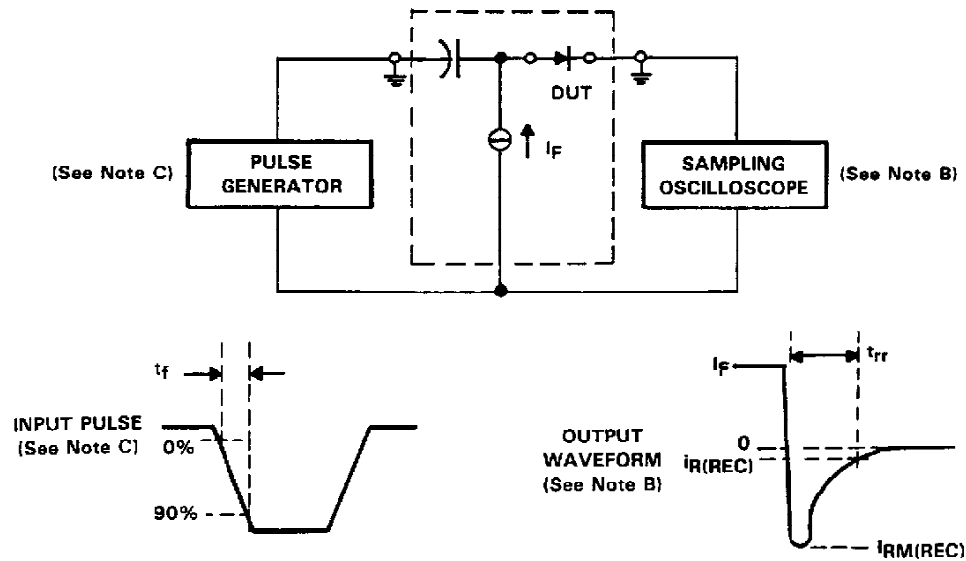 DUT
IF
(See Note C)
PULSE
GENERATOR
SAMPLING
OSCILLOSCOPE
(See Note B)
tf
trr
IF
INPUT PULSE
(See Note C)
0%
90%
OUTPUT
WAVEFORM
(See Note B)
0
iR(REC)
iRM(REC)